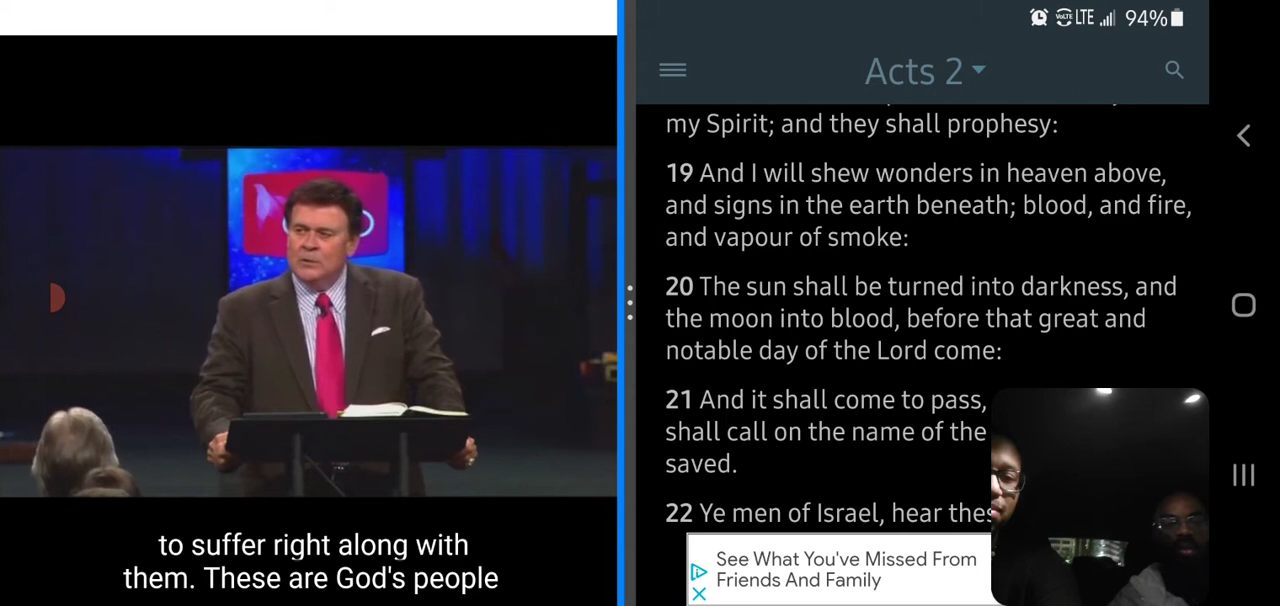 to suffer right along with
them. These are God's people
VoLTE LTE 94%
Acts 2
my Spirit; and they shall prophesy:
19 And I will shew wonders in heaven above,
and signs in the earth beneath; blood, and fire,
and vapour of smoke:
20 The sun shall be turned into darkness, and
the moon into blood, before that great and
notable day of the Lord come:
21 And it shall come to pass,
shall call on the name of the
saved.
22 Ye men of Israel, hear thes
See What You've Missed From
Friends And Family